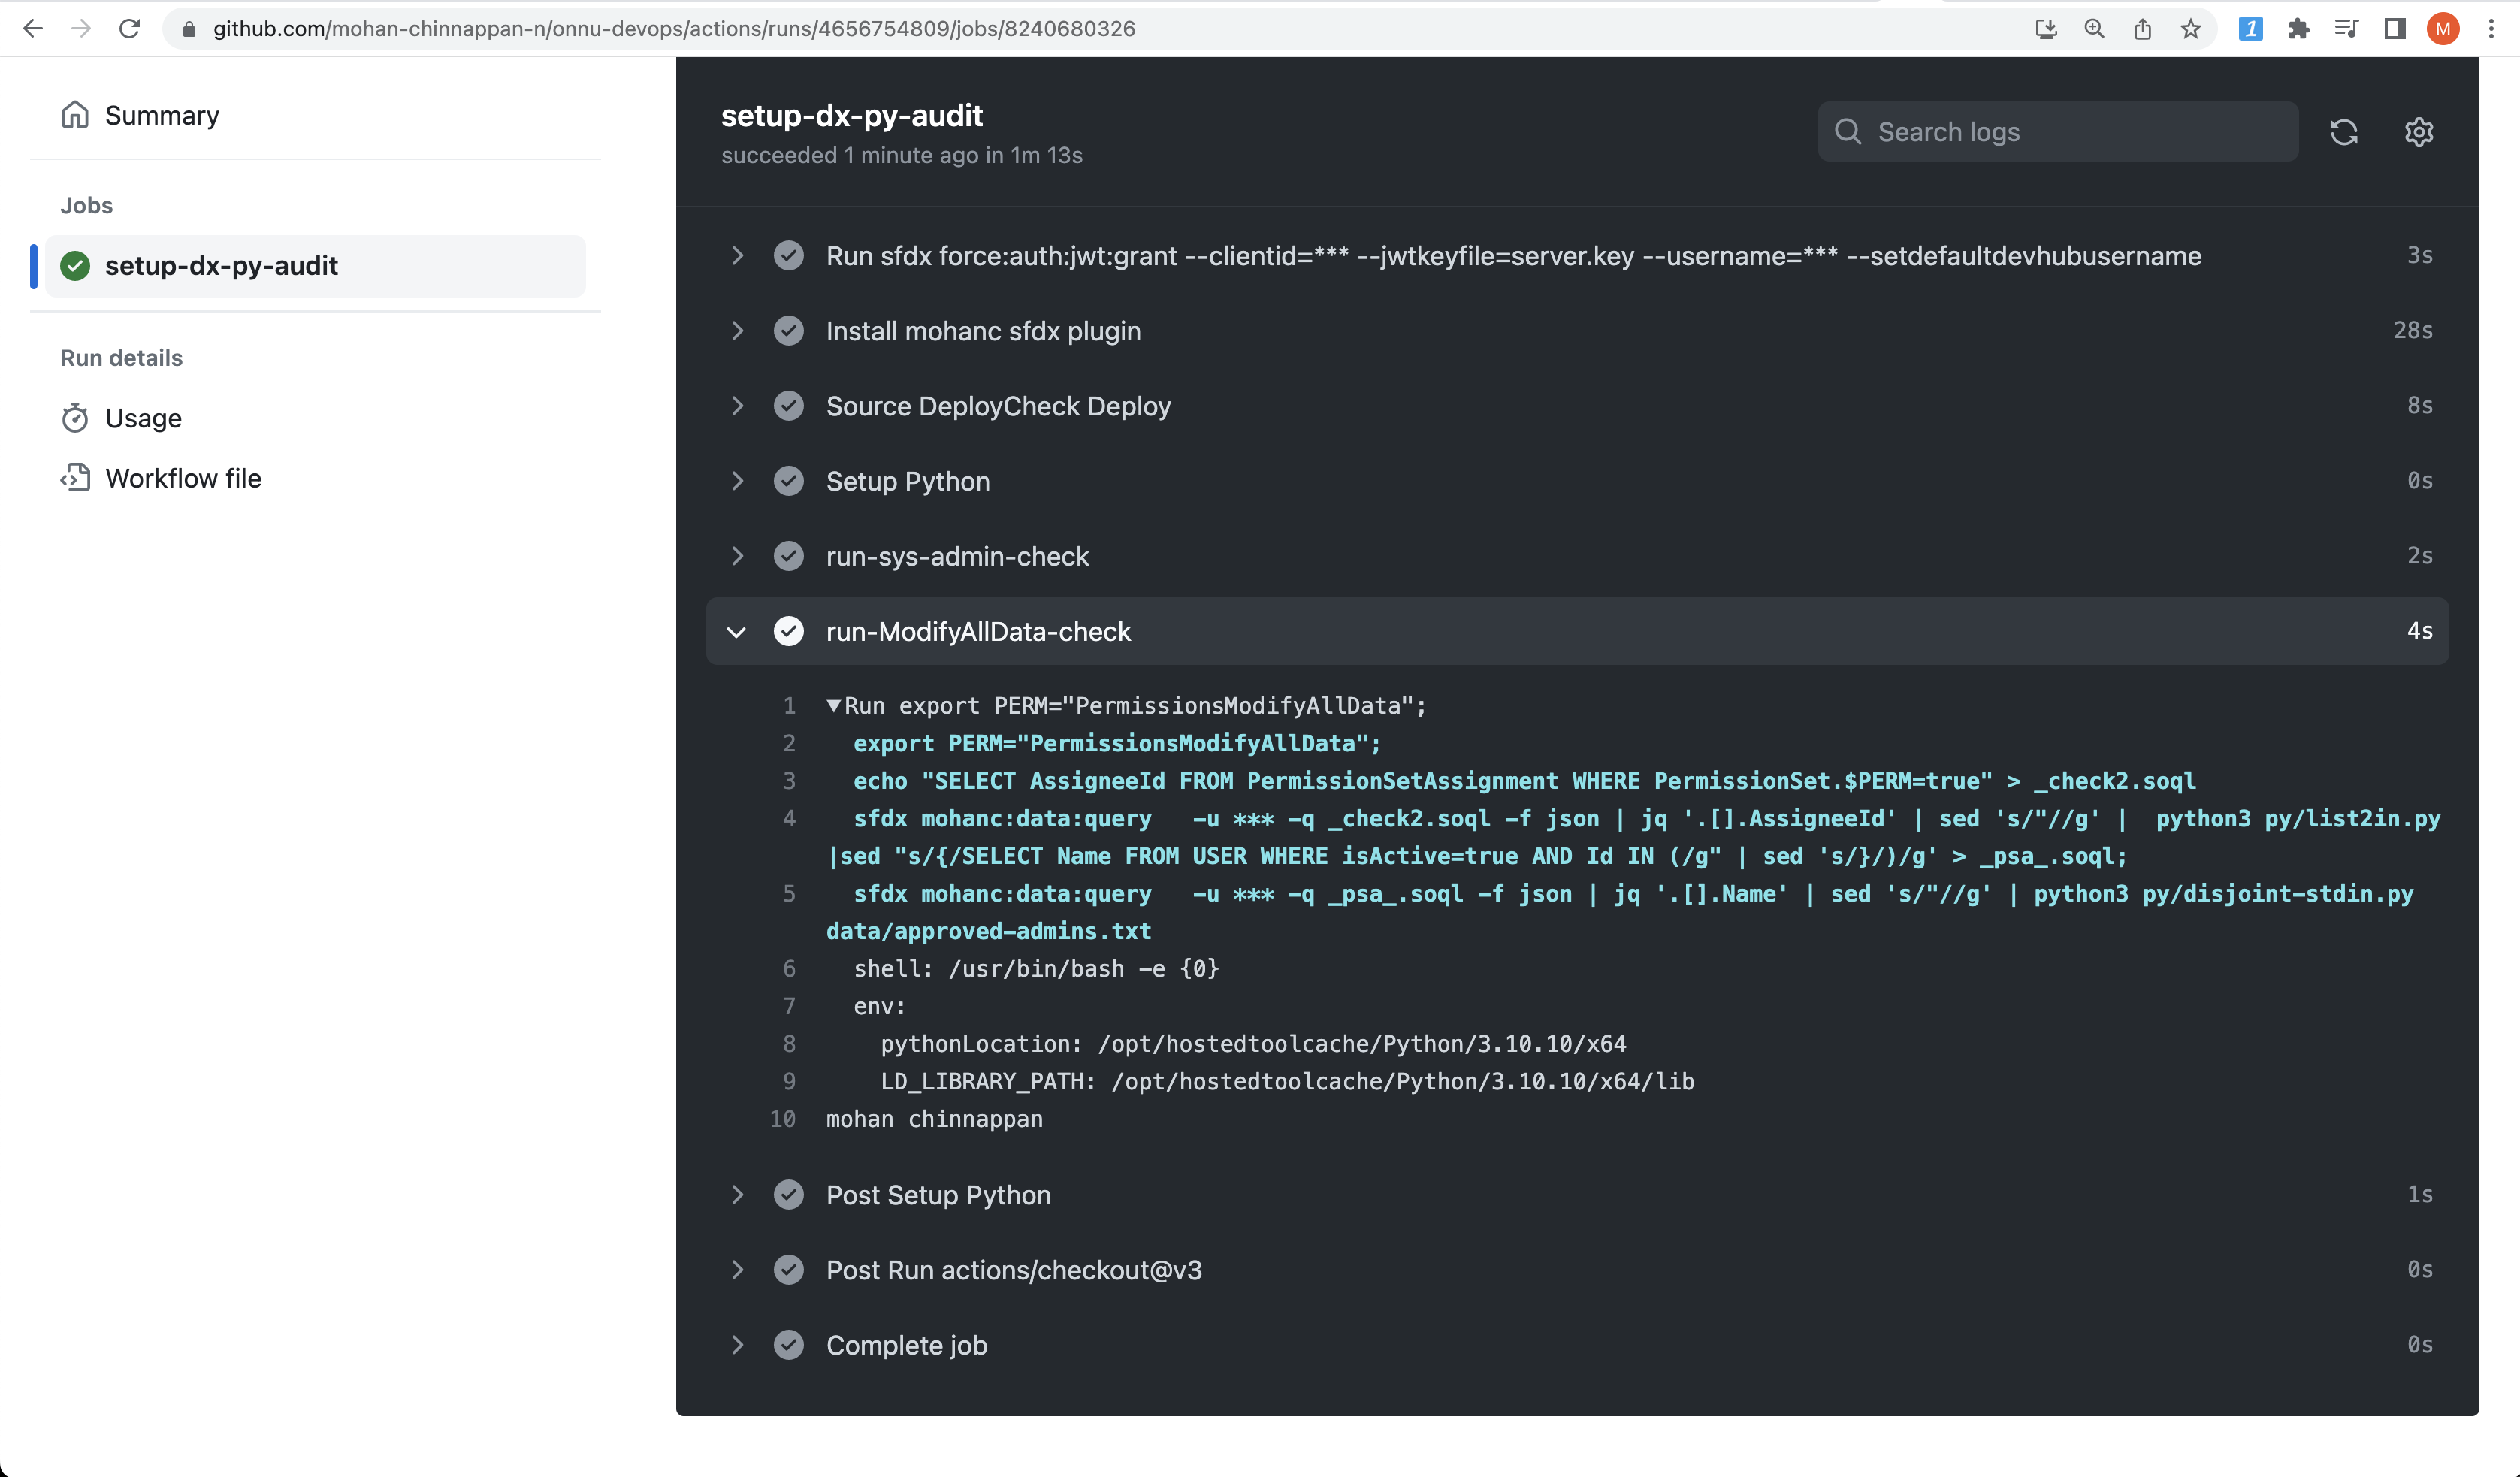 github.com/mohan-chinnappan-n/onnu-devops/actions/runs/4656754809/jobs/8240680326
1
M
Summary
Jobs
setup-dx-py-audit
Run details
Usage
Workflow file
setup-dx-py-audit
succeeded 1 minute ago in 1m 13s
Search logs
Run sfdx force:auth:jwt:grant --clientid=*** --jwtkeyfile=server.key --username=*** --setdefaultdevhubusername 3s
Install mohanc sfdx plugin 28s
Source DeployCheck Deploy 8s
Setup Python 0s
run-sys-admin-check 2s
run-ModifyAllData-check 4s
1 ▼Run export PERM="PermissionsModifyAllData";
2 export PERM="PermissionsModifyAllData";
3 echo "SELECT AssigneeId FROM PermissionSetAssignment WHERE PermissionSet.$PERM=true" > _check2.soql
4 sfdx mohanc:data:query   -u *** -q _check2.soql -f json | jq '.[].AssigneeId' | sed 's/"//g' |  python3 py/list2in.py
|sed "s/{/SELECT Name FROM USER WHERE isActive=true AND Id IN (/g" | sed 's/}/)/g' > _psa_.soql;
5 sfdx mohanc:data:query   -u *** -q _psa_.soql -f json | jq '.[].Name' | sed 's/"//g' | python3 py/disjoint-stdin.py
data/approved-admins.txt
6 shell: /usr/bin/bash -e {0}
7 env:
8 pythonLocation: /opt/hostedtoolcache/Python/3.10.10/x64
9 LD_LIBRARY_PATH: /opt/hostedtoolcache/Python/3.10.10/x64/lib
10 mohan chinnappan
Post Setup Python 1s
Post Run actions/checkout@v3 0s
Complete job 0s